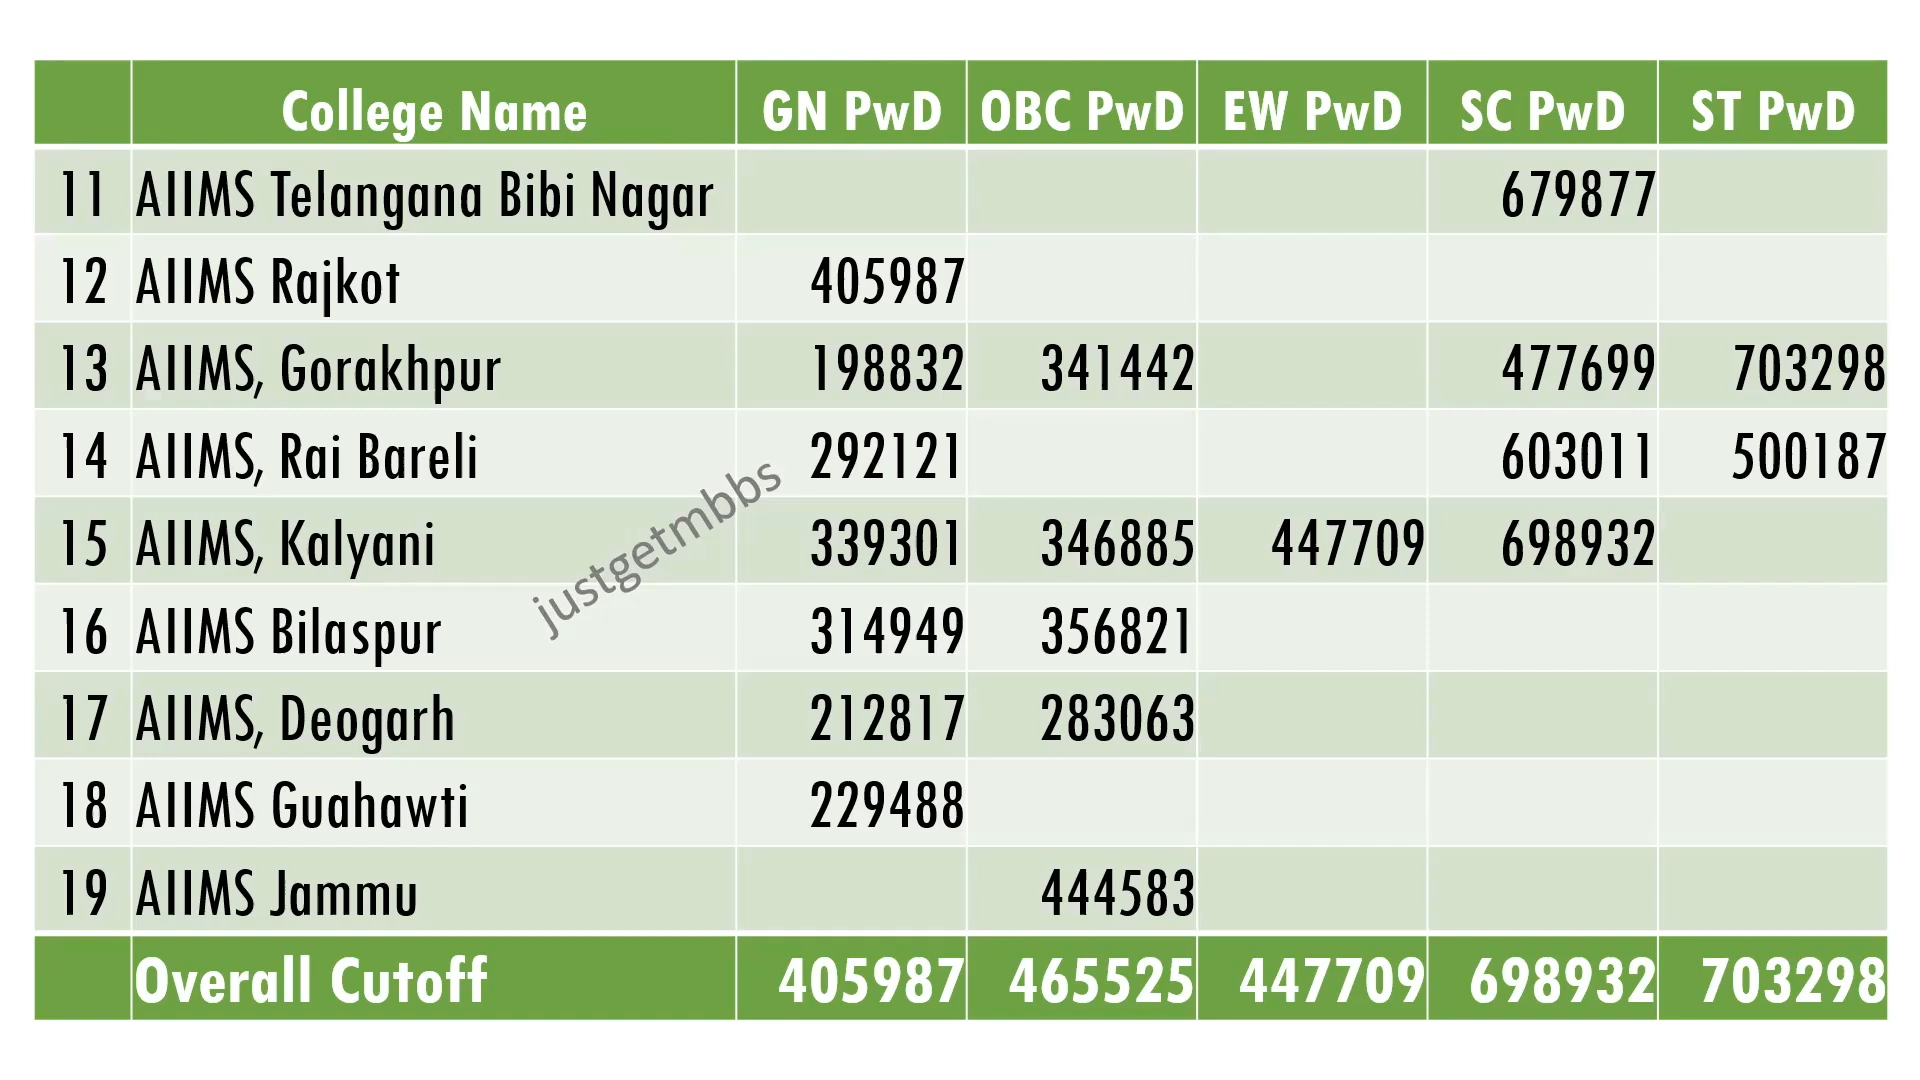 College Name GN PwD OBC PwD EW PwD SC PwD ST PwD
11 AIIMS Telangana Bibi Nagar 679877
12 AIIMS Rajkot 405987
13 AIIMS, Gorakhpur 198832 341442 477699 703298
14 AIIMS, Rai Bareli 292121 603011 500187
15 AIIMS, Kalyani 339301 346885 447709 698932
justgetmbbs
16 AIIMS Bilaspur 314949 356821
17 AIIMS, Deogarh 212817 283063
18 AIIMS Guahawti 229488
19 AIIMS Jammu 444583
Overall Cutoff 405987 465525 447709 698932 703298